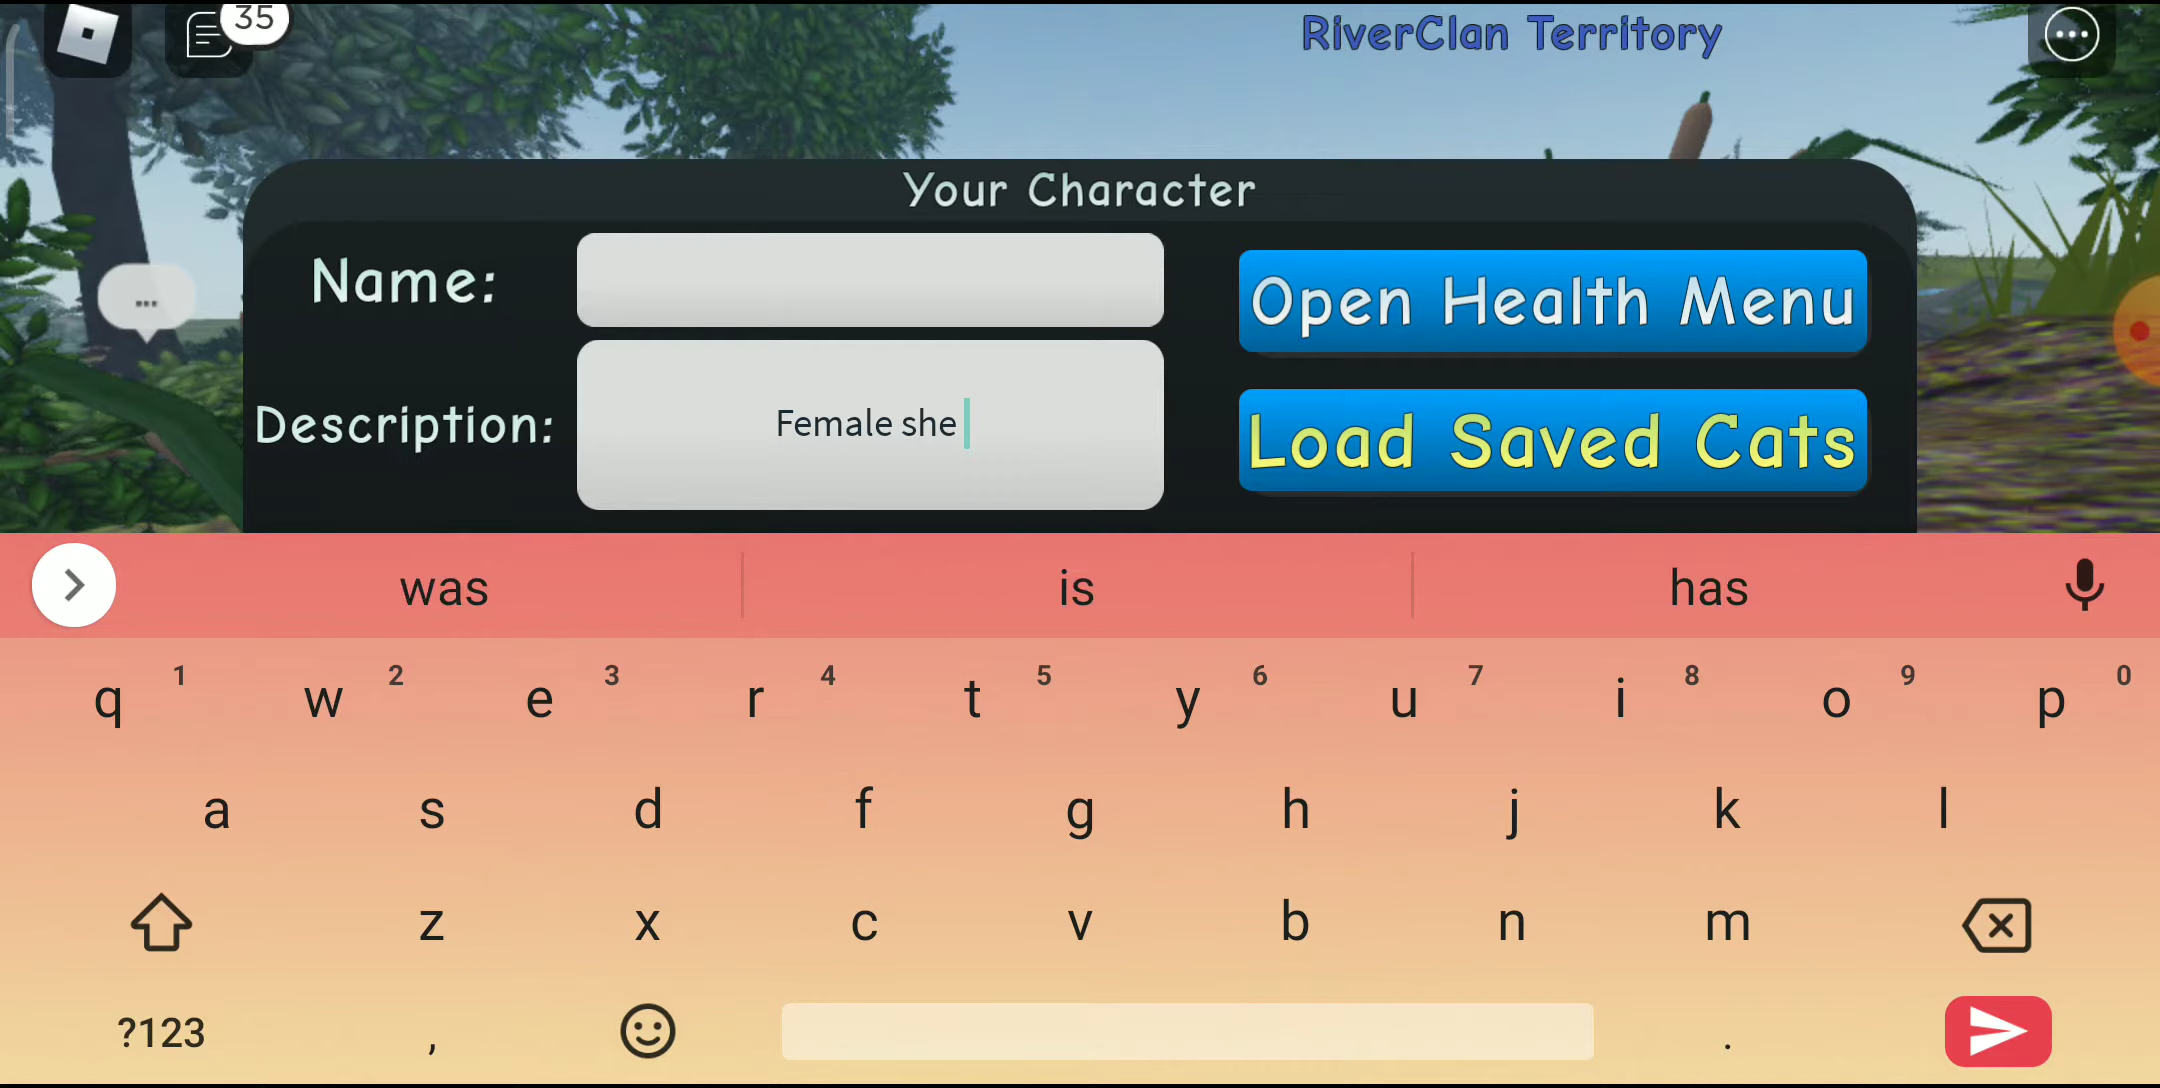 35
RiverClan Territory
Your Character
Name:
Open Health Menu
Description:
Female she
Load Saved Cats
was is has
q 1 w 2 e 3 r 4 t 5 y 6 u 7 i 8 o 9 p 0
a s d f g h j k l
z x c v b n m
?123 , .